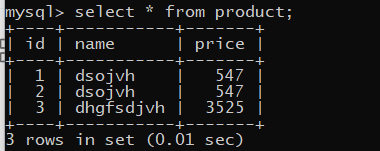 mysql> select * from product;
+----+-----------+-------+
| id | name      | price |
+----+-----------+-------+
|  1 | dsojvh    |   547 |
|  2 | dsojvh    |   547 |
|  3 | dhgfsdjvh |  3525 |
+----+-----------+-------+
3 rows in set (0.01 sec)